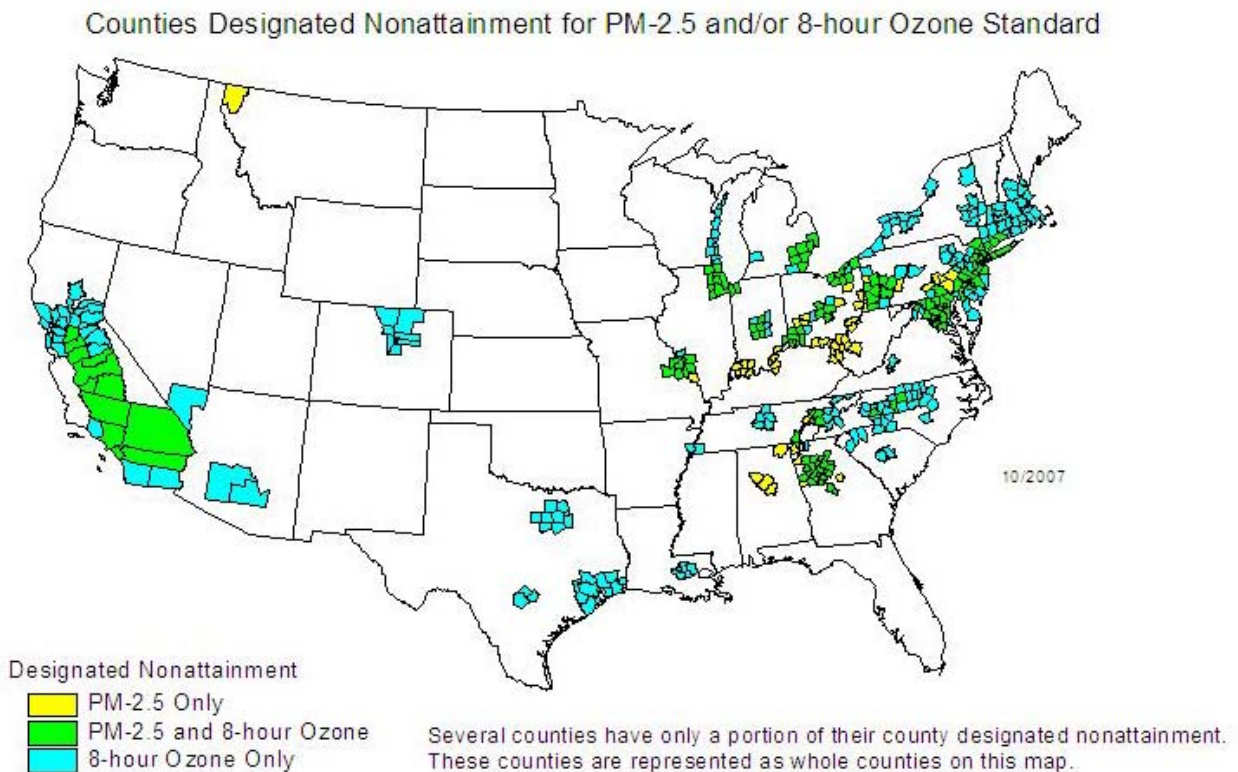 Counties Designated Nonattainment for PM-2.5 and/or 8-hour Ozone Standard
10/2007
Designated Nonattainment
PM-2.5 Only
PM-2.5 and 8-hour Ozone
8-hour Ozone Only
Several counties have only a portion of their county designated nonattainment.
These counties are represented as whole counties on this map.